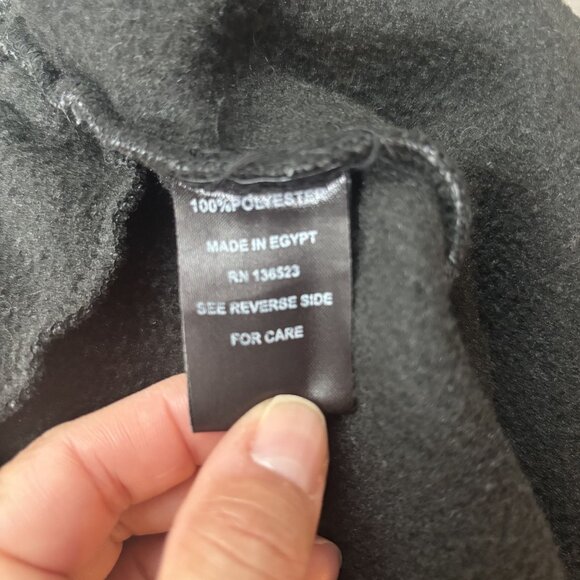 100%POLYESTER
MADE IN EGYPT
RN 136523
SEE REVERSE SIDE
FOR CARE